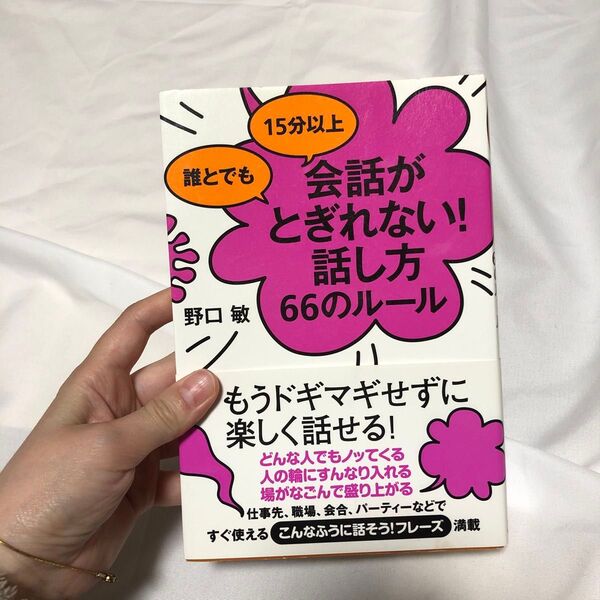 誰とでも
15分以上
会話が
とぎれない!
話し方
66のルール
野口 敏
もうドギマギせずに
楽しく話せる!
どんな人でもノッてくる
人の輪にすんなり入れる
場がなごんで盛り上がる
仕事先、職場、会合、パーティーなどで
すぐ使える こんなふうに話そう!フレーズ 満載